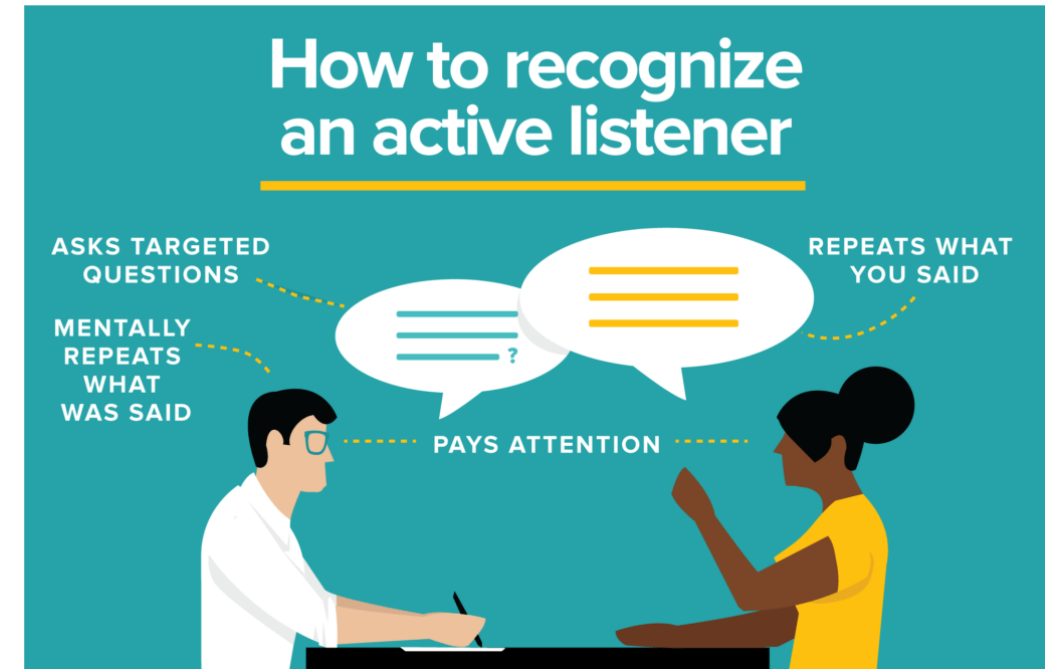 How to recognize
an active listener
ASKS TARGETED
QUESTIONS
REPEATS WHAT
YOU SAID
MENTALLY
REPEATS
WHAT
WAS SAID
?
PAYS ATTENTION